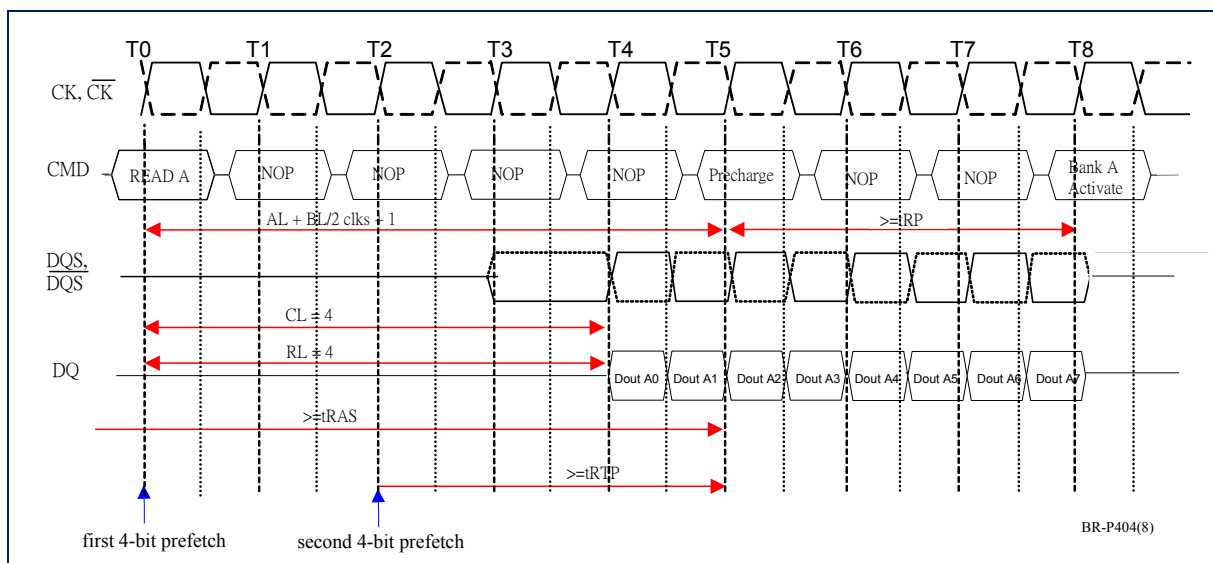 T0 T1 T2 T3 T4 T5 T6 T7 T8
CK, CK
CMD READ A NOP NOP NOP NOP Precharge NOP NOP Bank A Activate
AL + BL/2 clks + 1 >=tRP
DQS,
DQS
CL = 4
RL = 4
DQ Dout A0 Dout A1 Dout A2 Dout A3 Dout A4 Dout A5 Dout A6 Dout A7
>=tRAS
>=tRTP
first 4-bit prefetch second 4-bit prefetch
BR-P404(8)